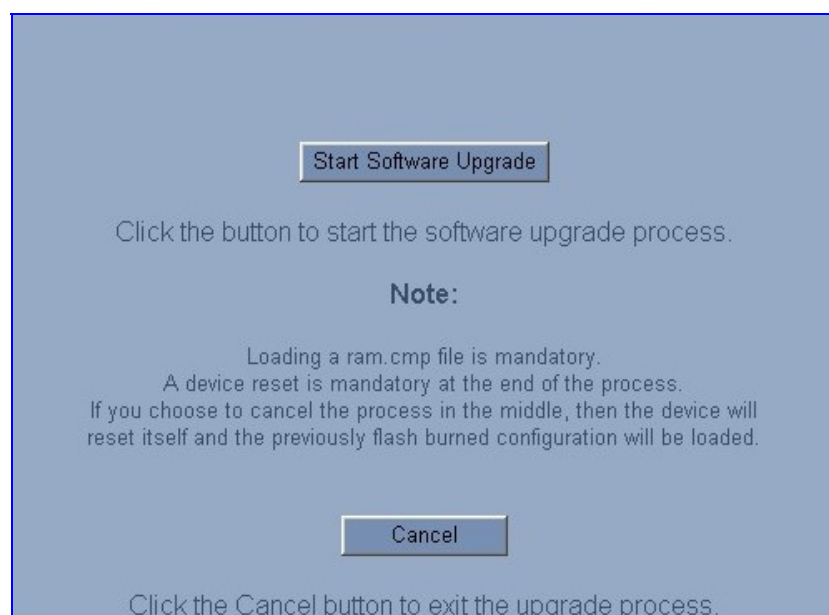 Start Software Upgrade
Click the button to start the software upgrade process.
Note:
Loading a ram.cmp file is mandatory.
A device reset is mandatory at the end of the process.
If you choose to cancel the process in the middle, then the device will
reset itself and the previously flash burned configuration will be loaded.
Cancel
Click the Cancel button to exit the upgrade process.